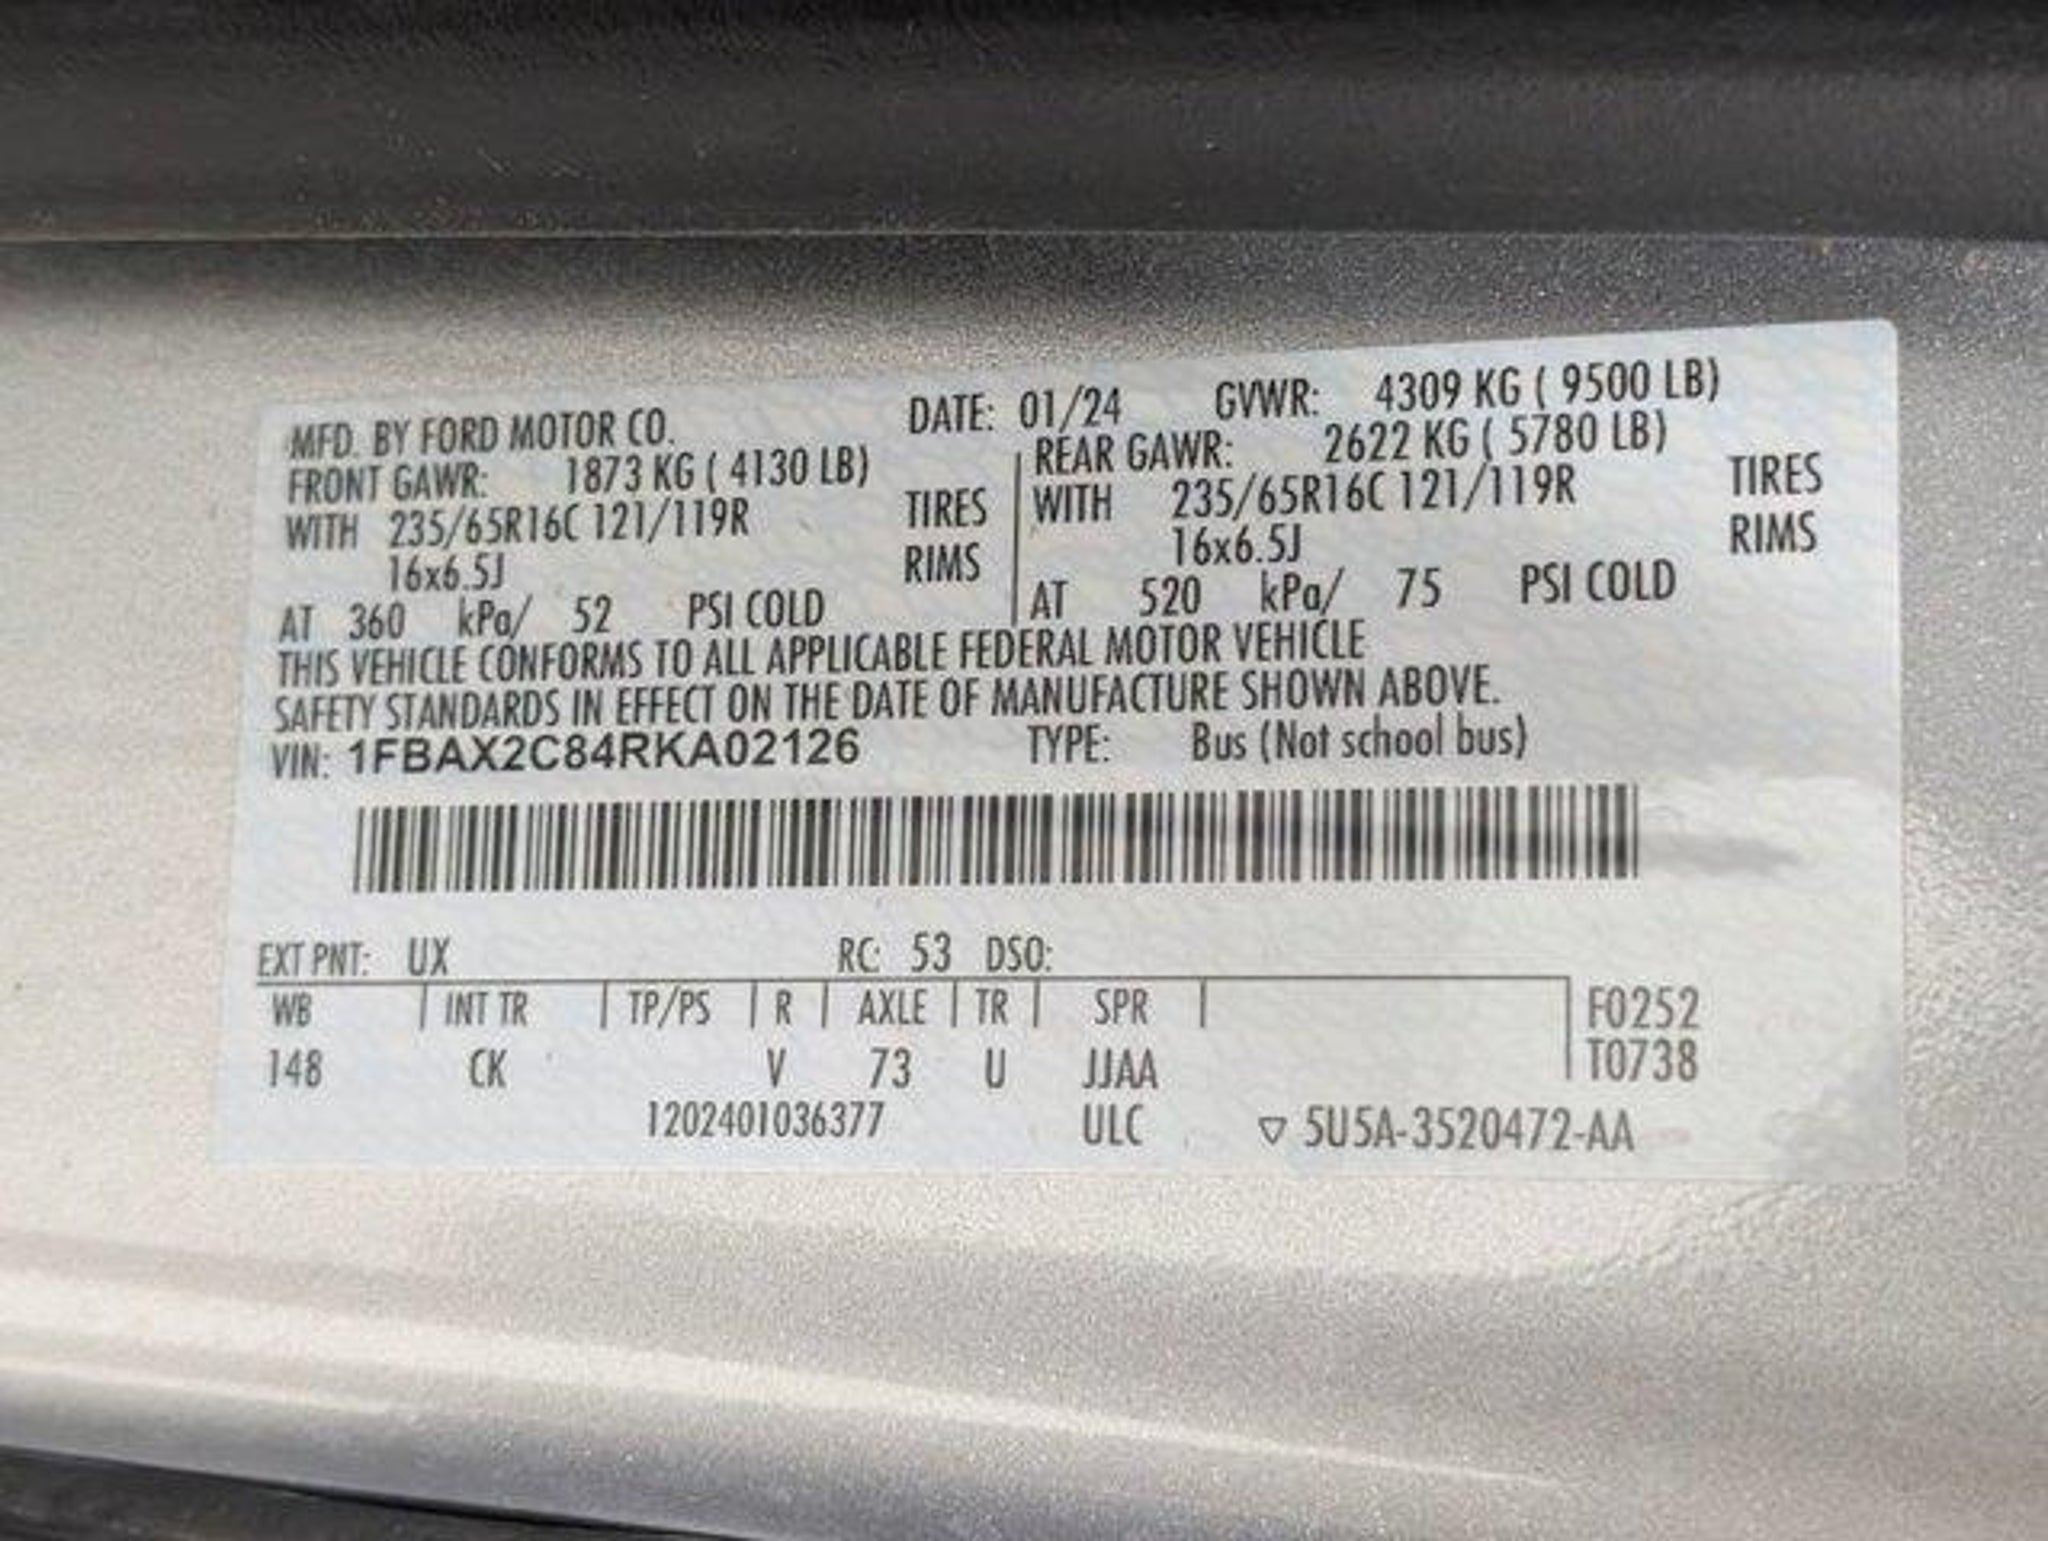 MFD. BY FORD MOTOR CO. DATE: 01/24 GVWR: 4309 KG ( 9500 LB)
FRONT GAWR: 1873 KG ( 4130 LB) REAR GAWR: 2622 KG ( 5780 LB)
WITH 235/65R16C 121/119R TIRES WITH 235/65R16C 121/119R TIRES
16x6.5J RIMS 16x6.5J RIMS
AT 360 kPa/ 52 PSI COLD AT 520 kPa/ 75 PSI COLD
THIS VEHICLE CONFORMS TO ALL APPLICABLE FEDERAL MOTOR VEHICLE
SAFETY STANDARDS IN EFFECT ON THE DATE OF MANUFACTURE SHOWN ABOVE.
VIN: 1FBAX2C84RKA02126 TYPE: Bus (Not school bus)
EXT PNT: UX RC: 53 DSO:
WB | INT TR | TP/PS | R | AXLE | TR | SPR | F0252
148 CK V 73 U JJAA T0738
1202401036377 ULC ▽ 5U5A-3520472-AA